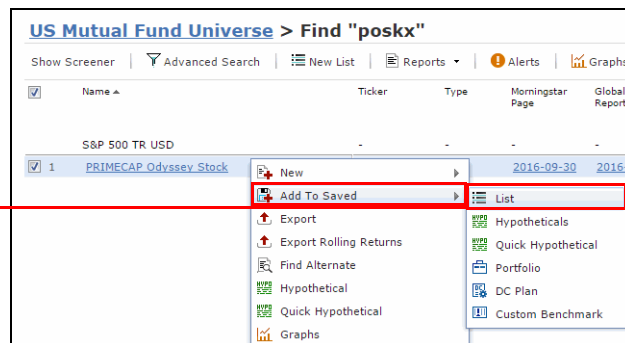 US Mutual Fund Universe > Find "poskx"
Show Screener Advanced Search New List Reports Alerts Graphs
Name Ticker Type Morningstar Page Global Report
S&P 500 TR USD - - - -
1 PRIMECAP Odyssey Stock 2016-09-30 2016-
New
Add To Saved List
Export Hypotheticals
Export Rolling Returns Quick Hypothetical
Find Alternate Portfolio
Hypothetical DC Plan
Quick Hypothetical Custom Benchmark
Graphs